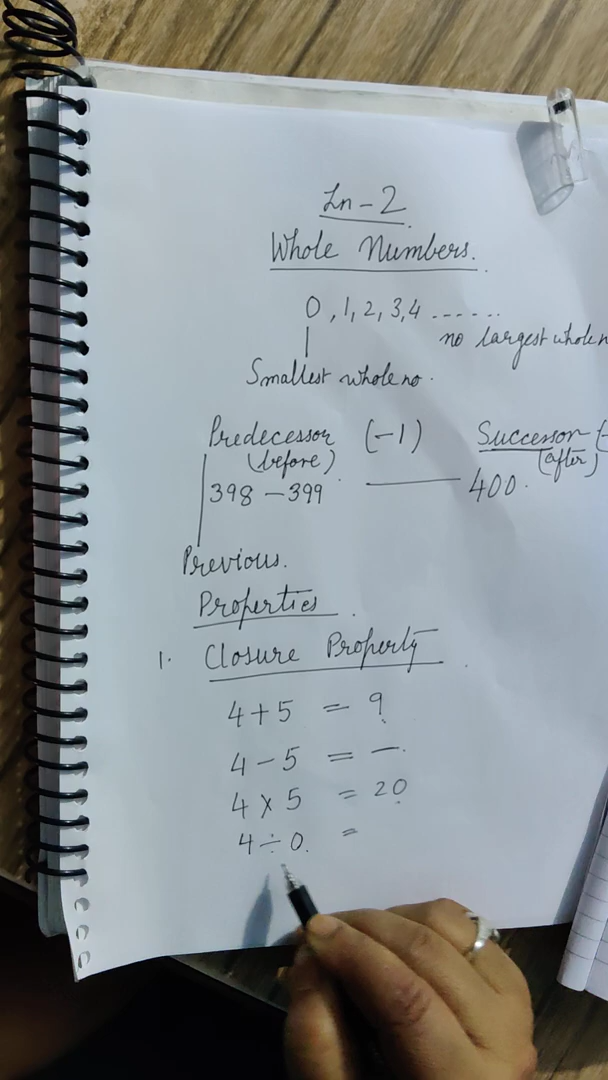 Ln - 2
Whole Numbers.
0, 1, 2, 3, 4 ......
no largest whole
Smallest whole no.
Predecessor (-1) Successor
(before) (after)
398 - 399 —— 400.
Previous.
Properties
1. Closure Property
4 + 5 = 9
4 - 5 = —
4 × 5 = 20
4 ÷ 0 =